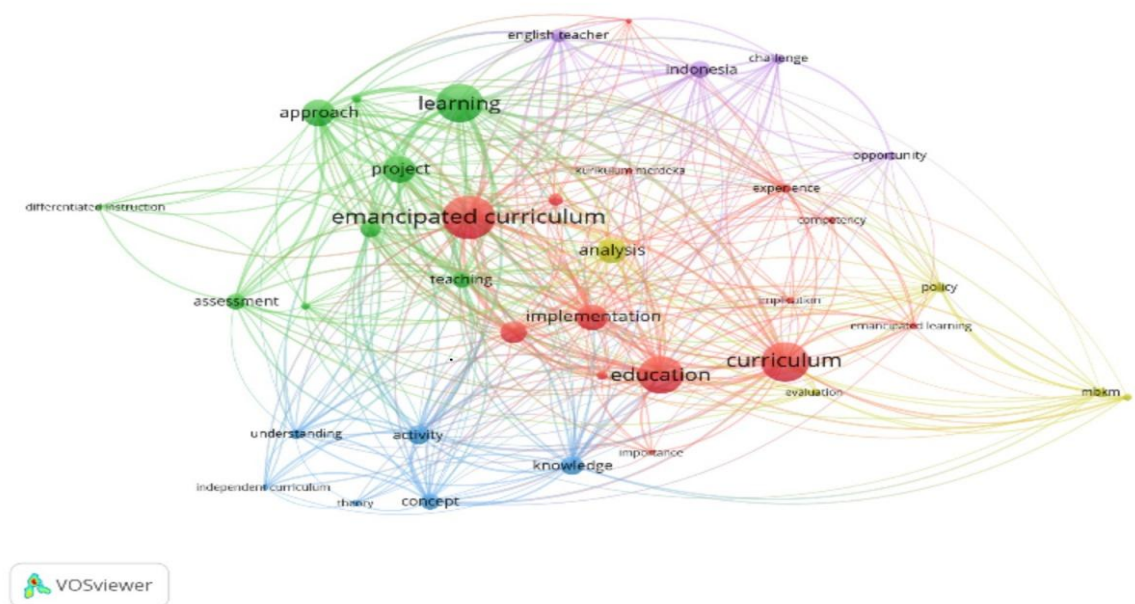 english teacher
challenge
indonesia
learning
approach
opportunity
project
kurikulum merdeka
experience
differentiated instruction
emancipated curriculum
competency
analysis
teaching
policy
assessment
implication
implementation
emancipated learning
curriculum
education
evaluation
mbkm
understanding
activity
importance
knowledge
independent curriculum
theory
concept
VOSviewer